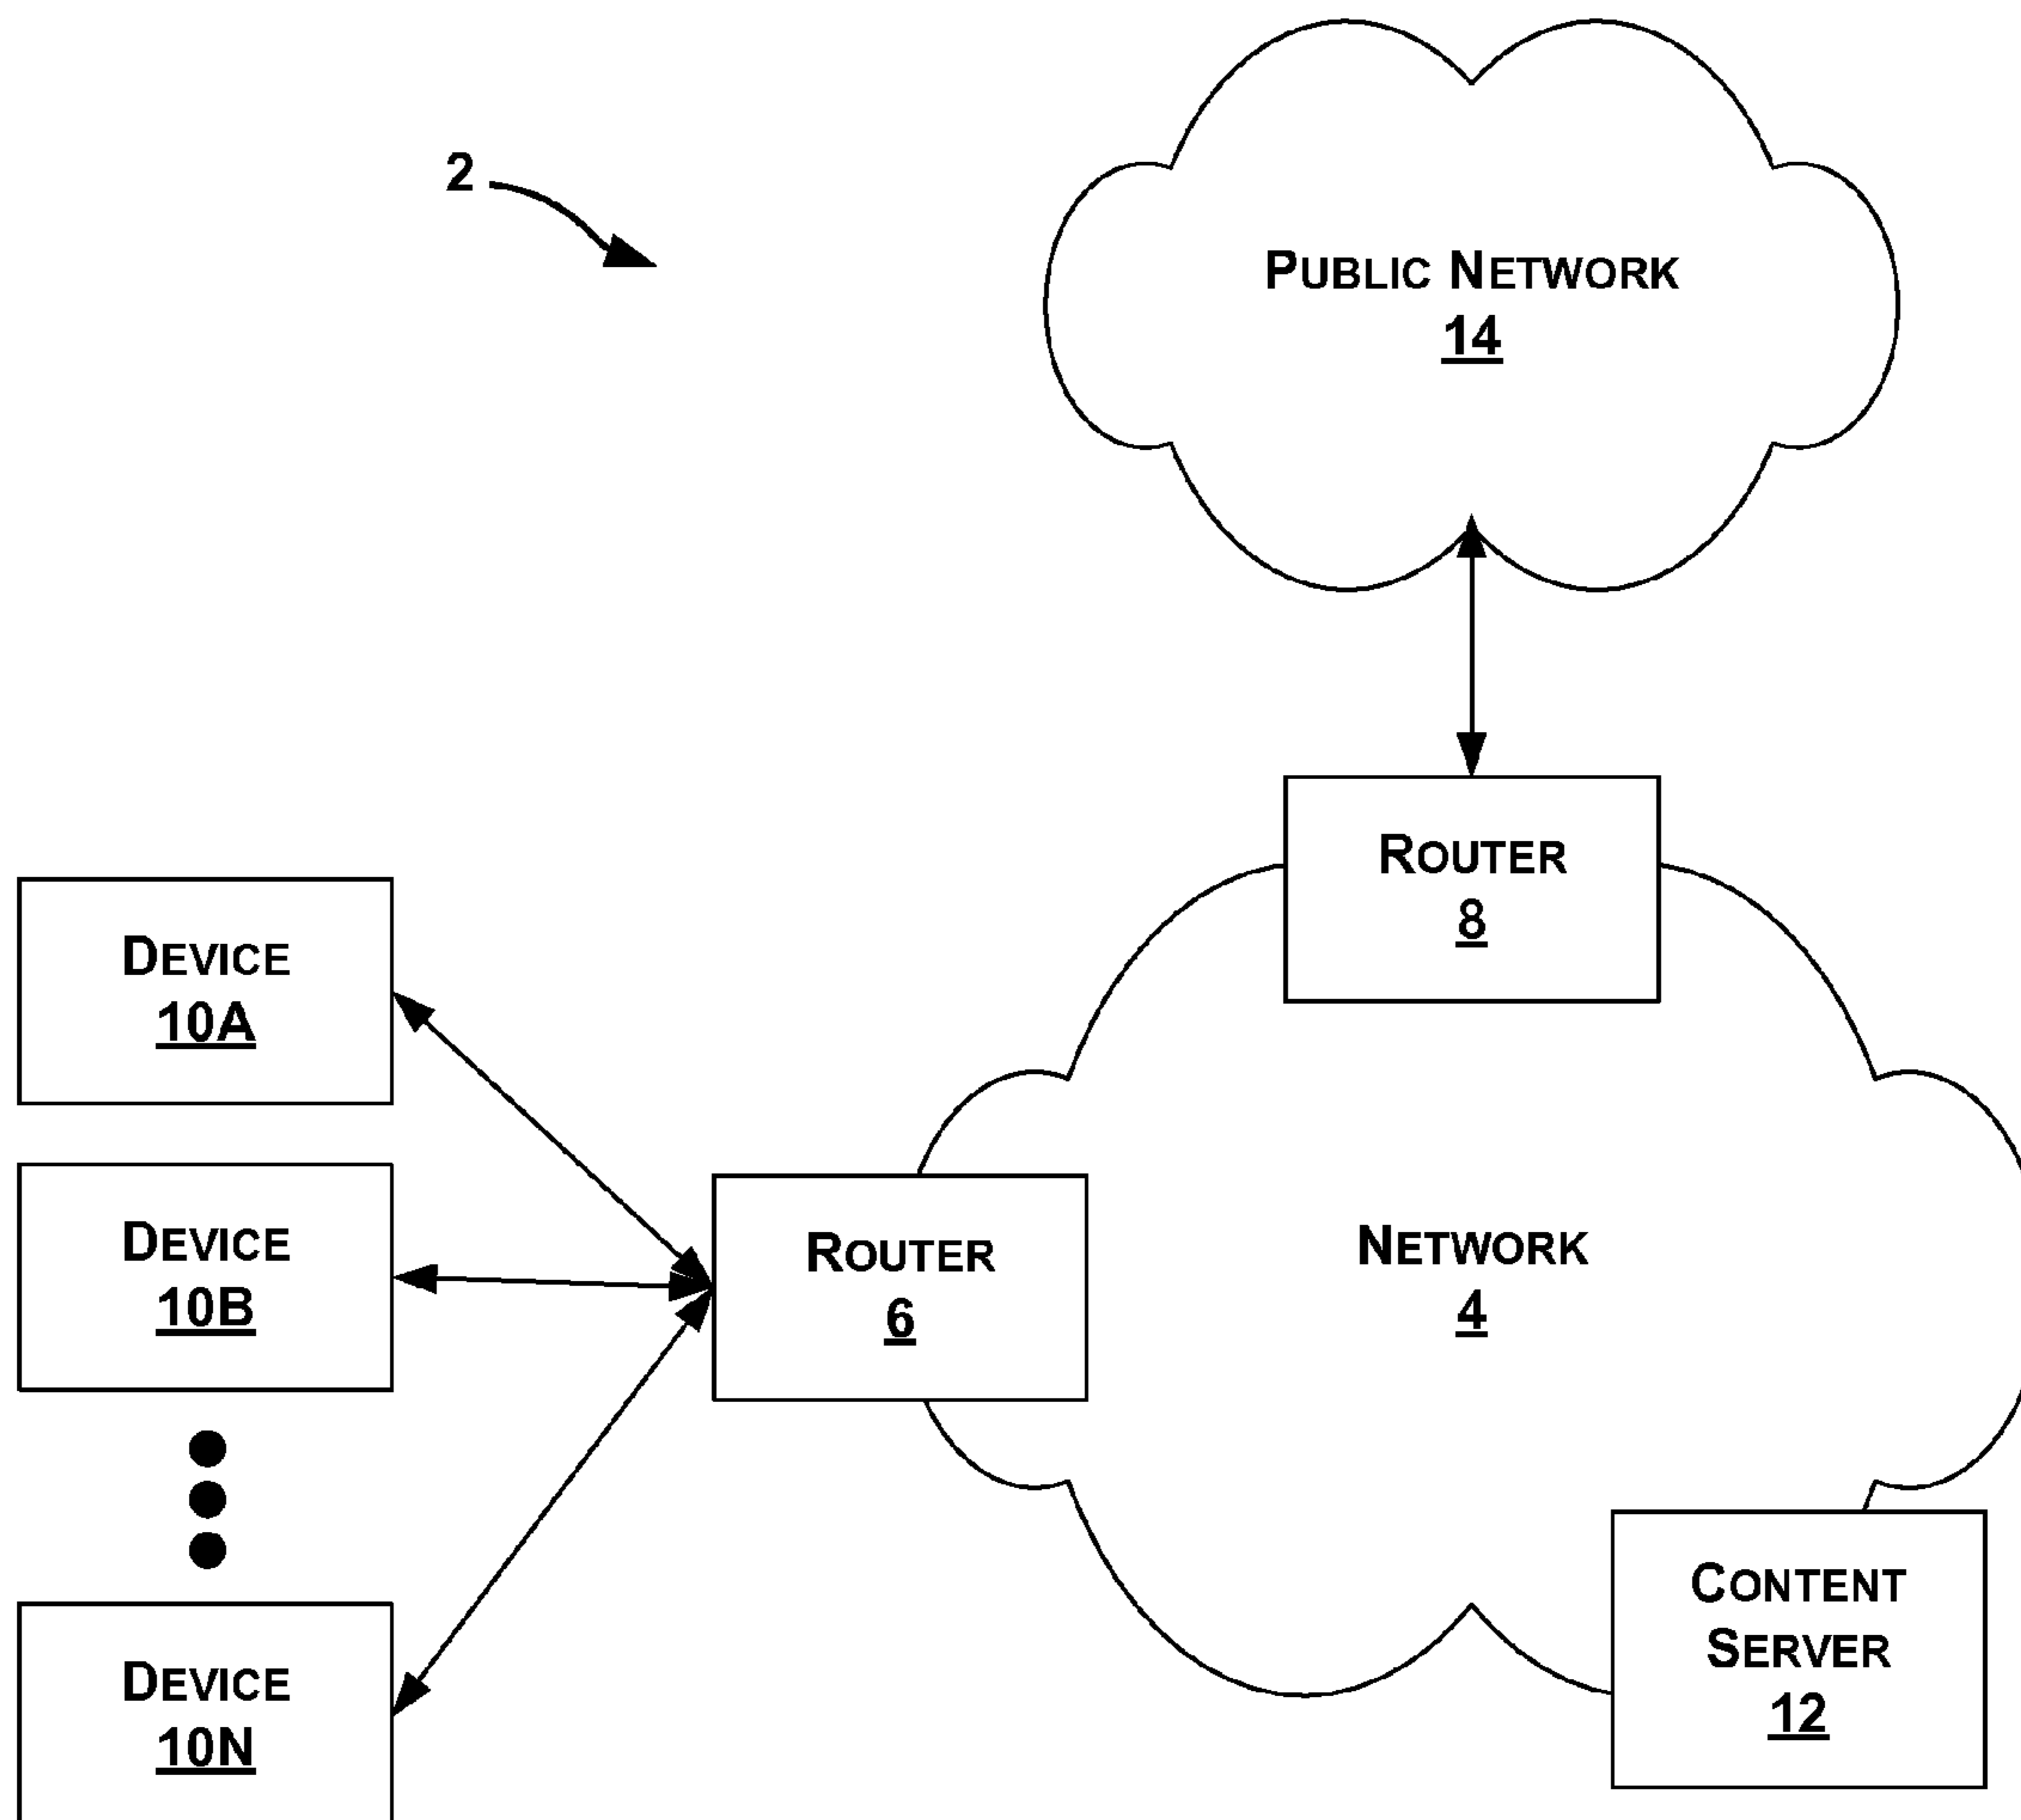 2
PUBLIC NETWORK
14
ROUTER
8
DEVICE
10A
DEVICE
10B
ROUTER
6
NETWORK
4
CONTENT
SERVER
12
DEVICE
10N